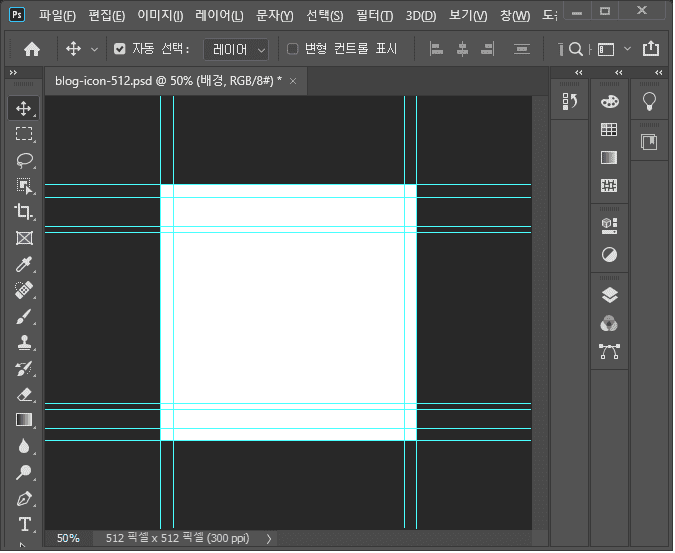 Ps 파일(F) 편집(E) 이미지(I) 레이어(L) 문자(Y) 선택(S) 필터(T) 3D(D) 보기(V) 창(W)
자동 선택: 레이어 변형 컨트롤 표시
blog-icon-512.psd @ 50% (배경, RGB/8#) * ×
T
50% 512 픽셀 x 512 픽셀 (300 ppi)